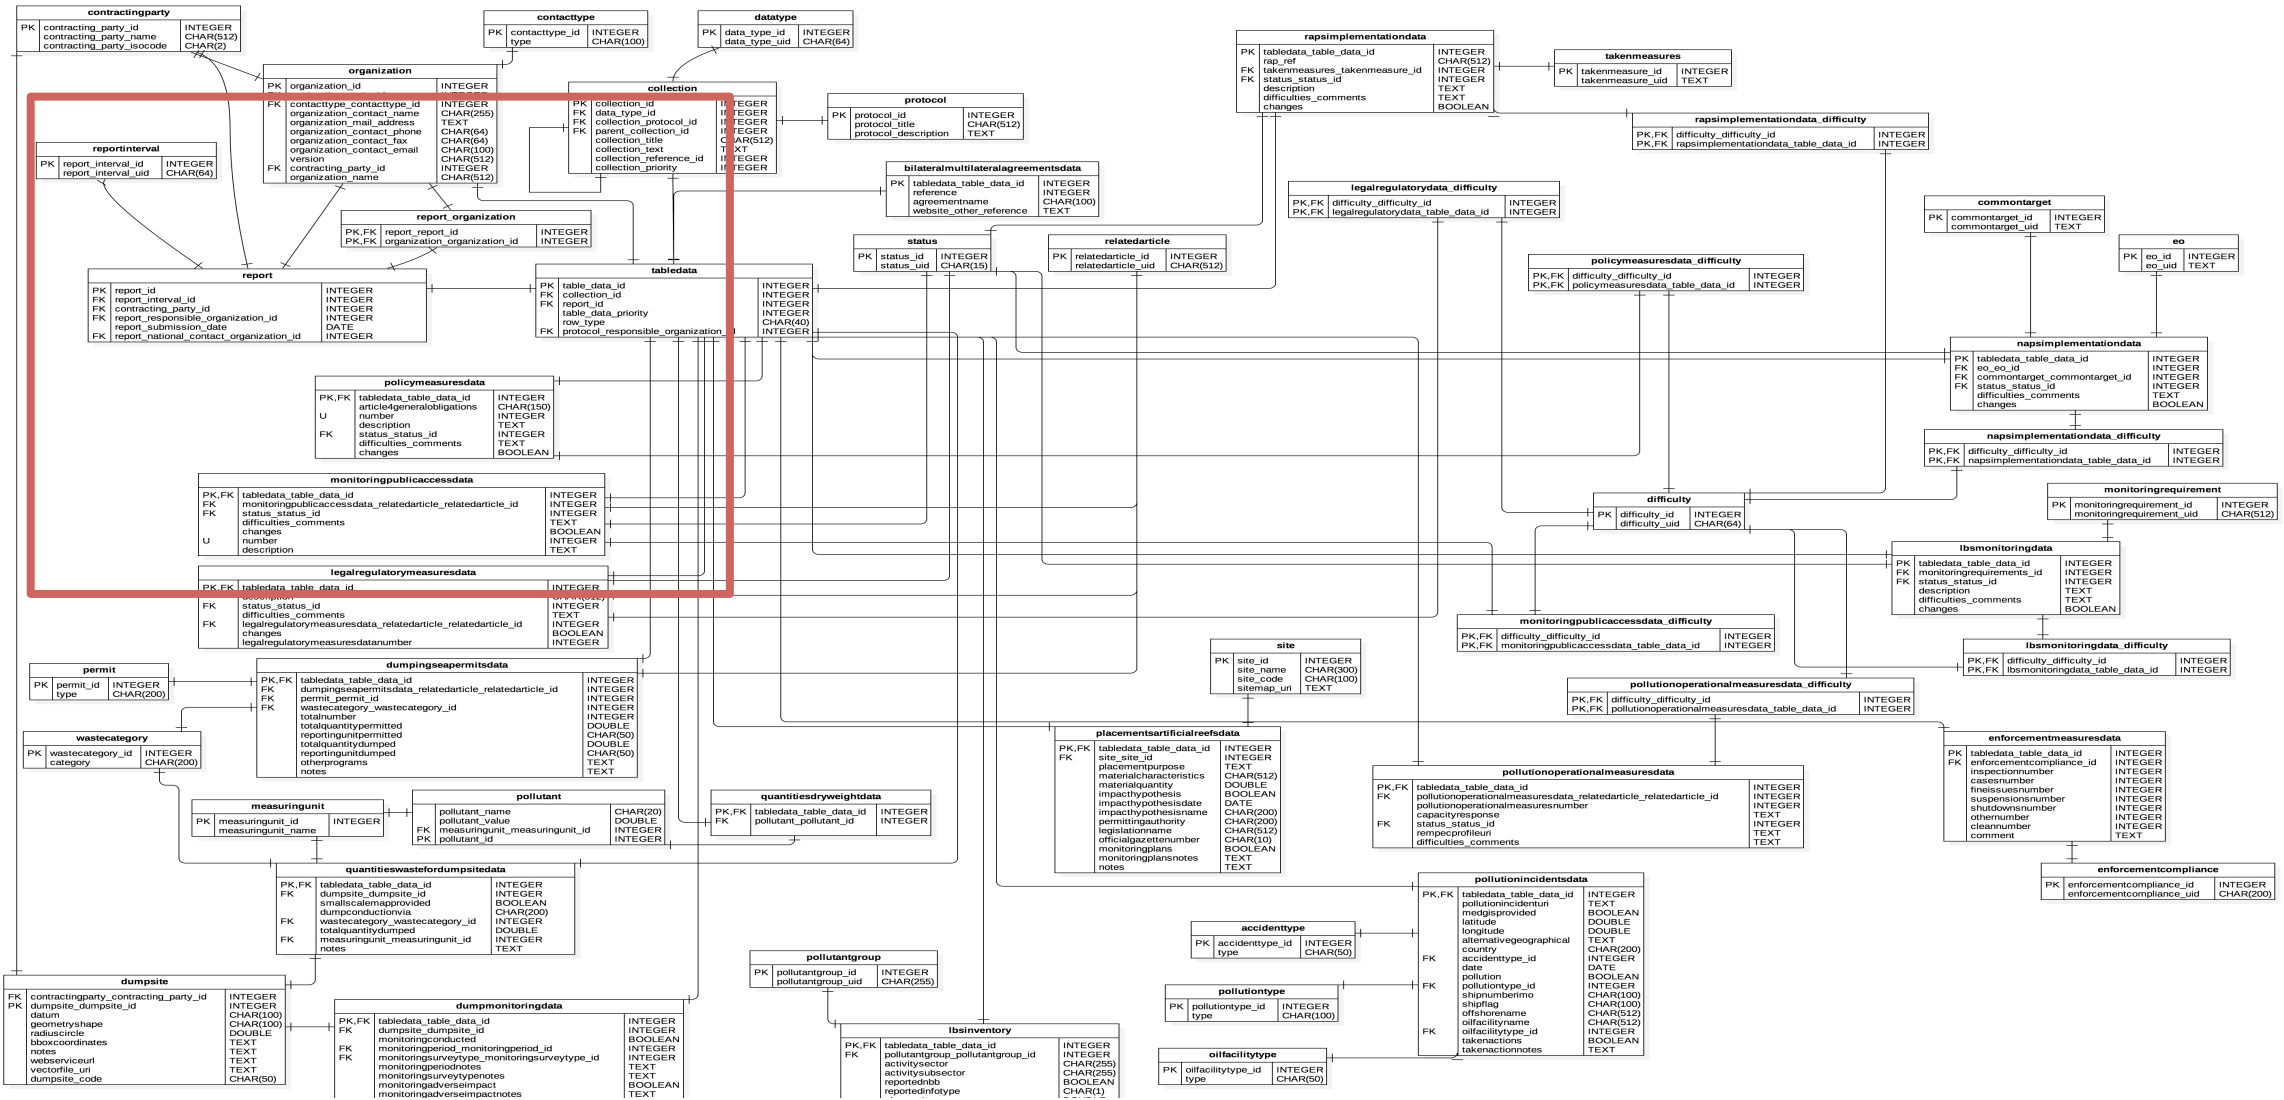 contractingparty
PK contracting_party_id INTEGER
contracting_party_name CHAR(512)
contracting_party_isocode CHAR(2)
contacttype
PK contacttype_id INTEGER
type CHAR(100)
datatype
PK data_type_id INTEGER
data_type_uid CHAR(64)
organization
PK organization_id INTEGER
FK contacttype_contacttype_id INTEGER
organization_contact_name CHAR(255)
organization_mail_address TEXT
organization_contact_phone CHAR(64)
organization_contact_fax CHAR(64)
organization_contact_email CHAR(100)
version CHAR(512)
FK contracting_party_id INTEGER
organization_name CHAR(512)
collection
PK collection_id INTEGER
FK data_type_id INTEGER
FK collection_protocol_id INTEGER
FK parent_collection_id INTEGER
collection_title CHAR(512)
collection_text TEXT
collection_reference_id INTEGER
collection_priority INTEGER
protocol
PK protocol_id INTEGER
protocol_title CHAR(512)
protocol_description TEXT
rapsimplementationdata
PK tabledata_table_data_id INTEGER
rap_ref CHAR(512)
FK takenmeasures_takenmeasure_id INTEGER
FK status_status_id INTEGER
description TEXT
difficulties_comments TEXT
changes BOOLEAN
takenmeasures
PK takenmeasure_id INTEGER
takenmeasure_uid TEXT
rapsimplementationdata_difficulty
PK,FK difficulty_difficulty_id INTEGER
PK,FK rapsimplementationdata_table_data_id INTEGER
reportinterval
PK report_interval_id INTEGER
report_interval_uid CHAR(64)
bilateralmultilateralagreementsdata
PK tabledata_table_data_id INTEGER
reference INTEGER
agreementname CHAR(100)
website_other_reference TEXT
legalregulatorydata_difficulty
PK,FK difficulty_difficulty_id INTEGER
PK,FK legalregulatorydata_table_data_id INTEGER
commontarget
PK commontarget_id INTEGER
commontarget_uid TEXT
report_organization
PK,FK report_report_id INTEGER
PK,FK organization_organization_id INTEGER
status
PK status_id INTEGER
status_uid CHAR(15)
relatedarticle
PK relatedarticle_id INTEGER
relatedarticle_uid CHAR(512)
eo
PK eo_id INTEGER
eo_uid TEXT
policymeasuresdata_difficulty
PK,FK difficulty_difficulty_id INTEGER
PK,FK policymeasuresdata_table_data_id INTEGER
report
PK report_id INTEGER
FK report_interval_id INTEGER
FK contracting_party_id INTEGER
FK report_responsible_organization_id INTEGER
report_submission_date DATE
FK report_national_contact_organization_id INTEGER
tabledata
PK table_data_id INTEGER
FK collection_id INTEGER
FK report_id INTEGER
table_data_priority INTEGER
row_type CHAR(40)
FK protocol_responsible_organization_id INTEGER
napsimplementationdata
PK tabledata_table_data_id INTEGER
FK eo_eo_id INTEGER
FK commontarget_commontarget_id INTEGER
FK status_status_id INTEGER
difficulties_comments TEXT
changes BOOLEAN
policymeasuresdata
PK,FK tabledata_table_data_id INTEGER
article4generalobligations CHAR(150)
U number INTEGER
description TEXT
FK status_status_id INTEGER
difficulties_comments TEXT
changes BOOLEAN
napsimplementationdata_difficulty
PK,FK difficulty_difficulty_id INTEGER
PK,FK napsimplementationdata_table_data_id INTEGER
monitoringpublicaccessdata
PK,FK tabledata_table_data_id INTEGER
FK monitoringpublicaccessdata_relatedarticle_relatedarticle_id INTEGER
FK status_status_id INTEGER
difficulties_comments TEXT
changes BOOLEAN
U number INTEGER
description TEXT
difficulty
PK difficulty_id INTEGER
difficulty_uid CHAR(64)
monitoringrequirement
PK monitoringrequirement_id INTEGER
monitoringrequirement_uid CHAR(512)
lbsmonitoringdata
PK tabledata_table_data_id INTEGER
FK monitoringrequirements_id INTEGER
FK status_status_id INTEGER
description TEXT
difficulties_comments TEXT
changes BOOLEAN
legalregulatorymeasuresdata
PK,FK tabledata_table_data_id INTEGER
description CHAR(512)
FK status_status_id INTEGER
difficulties_comments TEXT
FK legalregulatorymeasuresdata_relatedarticle_relatedarticle_id INTEGER
changes BOOLEAN
legalregulatorymeasuresdatanumber INTEGER
monitoringpublicaccessdata_difficulty
PK,FK difficulty_difficulty_id INTEGER
PK,FK monitoringpublicaccessdata_table_data_id INTEGER
lbsmonitoringdata_difficulty
PK,FK difficulty_difficulty_id INTEGER
PK,FK lbsmonitoringdata_table_data_id INTEGER
permit
PK permit_id INTEGER
type CHAR(200)
dumpingseapermitsdata
PK,FK tabledata_table_data_id INTEGER
FK dumpingseapermitsdata_relatedarticle_relatedarticle_id INTEGER
FK permit_permit_id INTEGER
FK wastecategory_wastecategory_id INTEGER
totalnumber INTEGER
totalquantitypermitted DOUBLE
reportingunitpermitted CHAR(50)
totalquantitydumped DOUBLE
reportingunitdumped CHAR(50)
otherprograms TEXT
notes TEXT
site
PK site_id INTEGER
site_name CHAR(300)
site_code CHAR(100)
sitemap_uri TEXT
pollutionoperationalmeasuresdata_difficulty
PK,FK difficulty_difficulty_id INTEGER
PK,FK pollutionoperationalmeasuresdata_table_data_id INTEGER
wastecategory
PK wastecategory_id INTEGER
category CHAR(200)
placementsartificialreefsdata
PK,FK tabledata_table_data_id INTEGER
FK site_site_id INTEGER
placementpurpose TEXT
materialcharacteristics CHAR(512)
materialquantity DOUBLE
impacthypothesis BOOLEAN
impacthypothesisdate DATE
impacthypothesisname CHAR(200)
permittingauthority CHAR(200)
legislationname CHAR(512)
officialgazettenumber CHAR(10)
monitoringplans BOOLEAN
monitoringplansnotes TEXT
notes TEXT
enforcementmeasuresdata
PK tabledata_table_data_id INTEGER
FK enforcementcompliance_id INTEGER
inspectionnumber INTEGER
casesnumber INTEGER
fineissuesnumber INTEGER
suspensionsnumber INTEGER
shutdownsnumber INTEGER
othernumber INTEGER
cleannumber INTEGER
comment TEXT
pollutionoperationalmeasuresdata
PK,FK tabledata_table_data_id INTEGER
FK pollutionoperationalmeasuresdata_relatedarticle_relatedarticle_id INTEGER
pollutionoperationalmeasuresnumber INTEGER
capacityresponse TEXT
FK status_status_id INTEGER
rempecprofileuri TEXT
difficulties_comments TEXT
measuringunit
PK measuringunit_id INTEGER
measuringunit_name
pollutant
pollutant_name CHAR(20)
pollutant_value DOUBLE
FK measuringunit_measuringunit_id INTEGER
PK pollutant_id INTEGER
quantitiesdryweightdata
PK,FK tabledata_table_data_id INTEGER
FK pollutant_pollutant_id INTEGER
quantitieswastefordumpsitedata
PK,FK tabledata_table_data_id INTEGER
FK dumpsite_dumpsite_id INTEGER
smallscalemapprovided BOOLEAN
dumpconductionvia CHAR(200)
FK wastecategory_wastecategory_id INTEGER
totalquantitydumped DOUBLE
FK measuringunit_measuringunit_id INTEGER
notes TEXT
enforcementcompliance
PK enforcementcompliance_id INTEGER
enforcementcompliance_uid CHAR(200)
pollutionincidentsdata
PK,FK tabledata_table_data_id INTEGER
pollutionincidenturi TEXT
medgisprovided BOOLEAN
latitude DOUBLE
longitude DOUBLE
alternativegeographical TEXT
country CHAR(200)
FK accidenttype_id INTEGER
date DATE
pollution BOOLEAN
FK pollutiontype_id INTEGER
shipnumberimo CHAR(100)
shipflag CHAR(100)
offshorename CHAR(512)
oilfacilityname CHAR(512)
FK oilfacilitytype_id INTEGER
takenactions BOOLEAN
takenactionnotes TEXT
accidenttype
PK accidenttype_id INTEGER
type CHAR(50)
pollutantgroup
PK pollutantgroup_id INTEGER
pollutantgroup_uid CHAR(255)
pollutiontype
PK pollutiontype_id INTEGER
type CHAR(100)
dumpsite
FK contractingparty_contracting_party_id INTEGER
PK dumpsite_dumpsite_id INTEGER
datum CHAR(100)
geometryshape CHAR(100)
radiuscircle DOUBLE
bboxcoordinates TEXT
notes TEXT
webserviceurl TEXT
vectorfile_uri TEXT
dumpsite_code CHAR(50)
dumpmonitoringdata
PK,FK tabledata_table_data_id INTEGER
FK dumpsite_dumpsite_id INTEGER
monitoringconducted BOOLEAN
FK monitoringperiod_monitoringperiod_id INTEGER
FK monitoringsurveytype_monitoringsurveytype_id INTEGER
monitoringperiodnotes TEXT
monitoringsurveytypenotes TEXT
monitoringadverseimpact BOOLEAN
monitoringadverseimpactnotes TEXT
lbsinventory
PK,FK tabledata_table_data_id INTEGER
FK pollutantgroup_pollutantgroup_id INTEGER
activitysector CHAR(255)
activitysubsector CHAR(255)
reportednbb BOOLEAN
reportedinfotype CHAR(1)
oilfacilitytype
PK oilfacilitytype_id INTEGER
type CHAR(50)